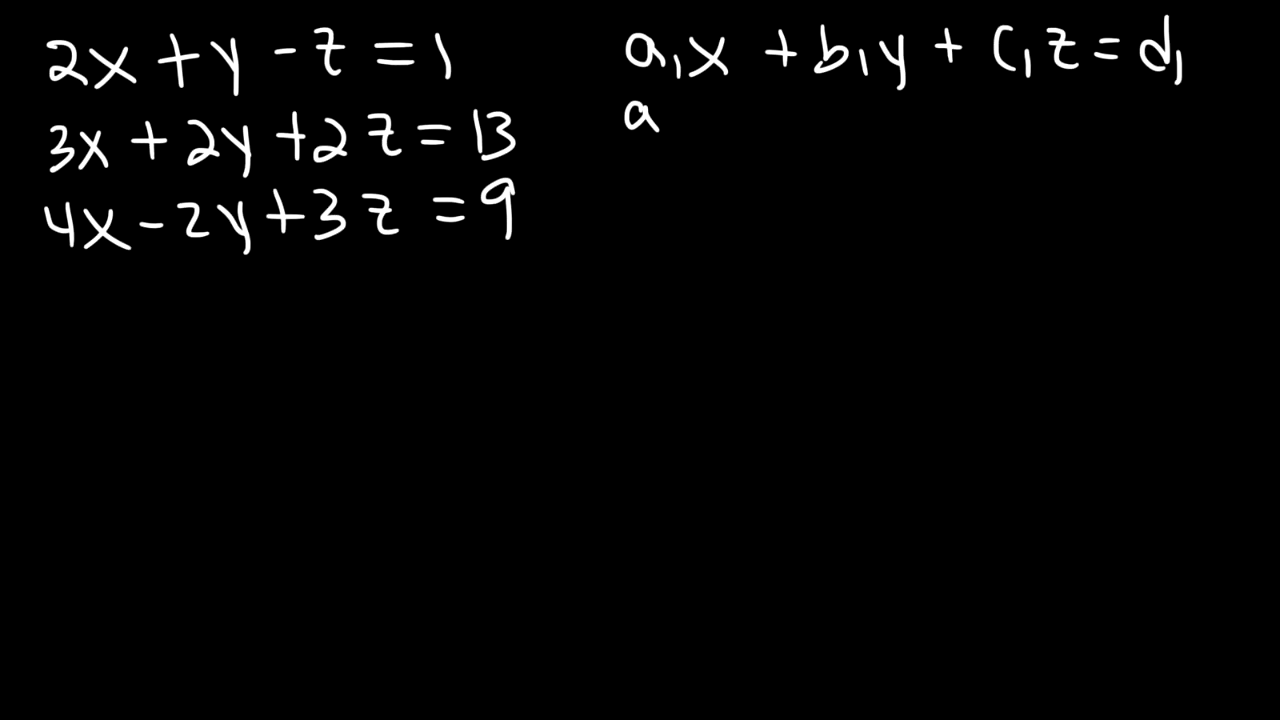 2x + y - z = 1
3x + 2y + 2z = 13
4x - 2y + 3z = 9
a₁x + b₁y + c₁z = d₁
a